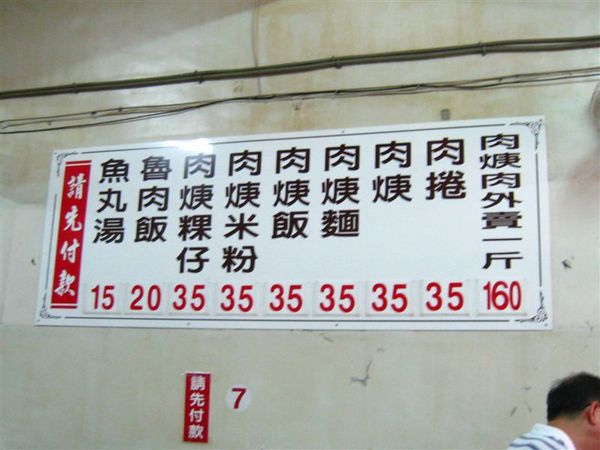 肉焿肉外賣一斤
160
肉捲
35
肉焿
35
肉焿麵
35
肉焿飯
35
肉焿米粉
35
肉焿粿仔
35
魯肉飯
20
魚丸湯
15
請先付款
請先付款
7